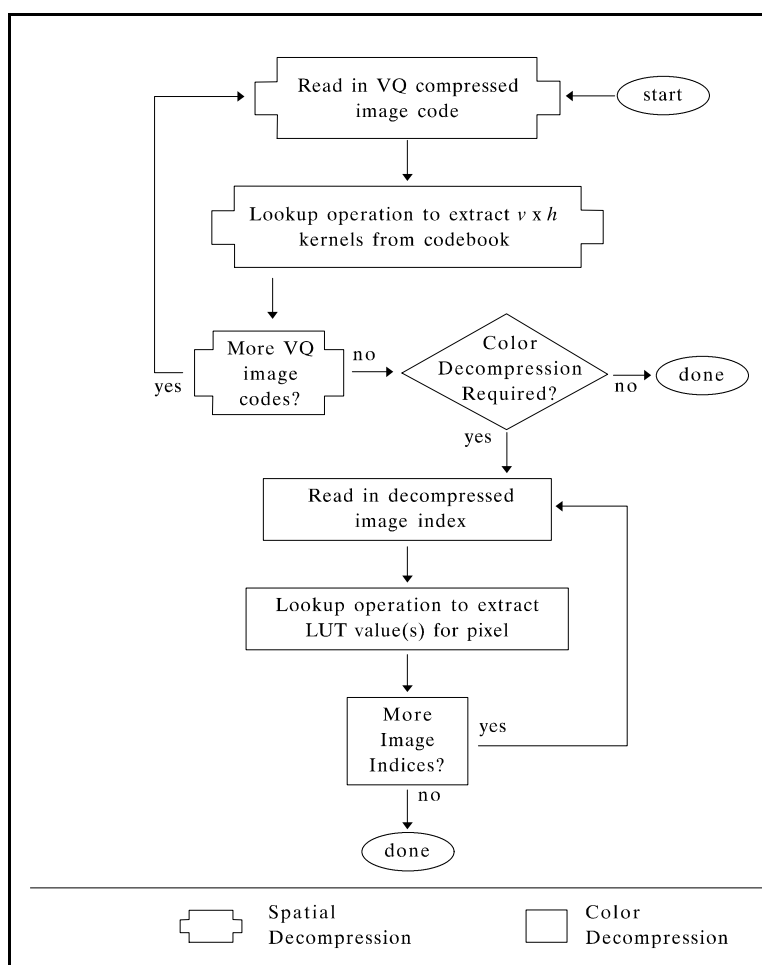 Read in VQ compressed
image code
start
Lookup operation to extract v x h
kernels from codebook
More VQ
image
codes?
yes
no
Color
Decompression
Required?
no
done
yes
Read in decompressed
image index
Lookup operation to extract
LUT value(s) for pixel
More
Image
Indices?
yes
no
done
Spatial
Decompression
Color
Decompression